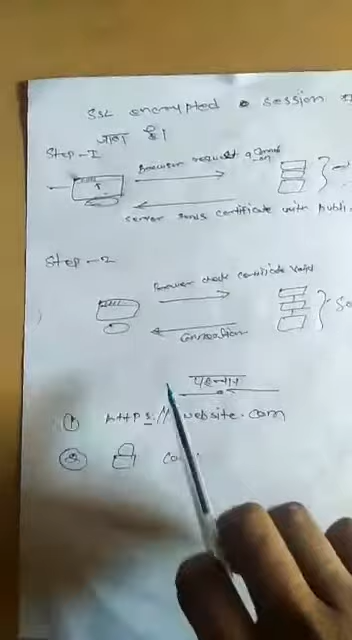 SSL encrypted session
जाता है।
Step-I
Browser request a
Server sends certificate with Publi
Step-2
Browser check certificate valid
पहचान
① https://website.com
②